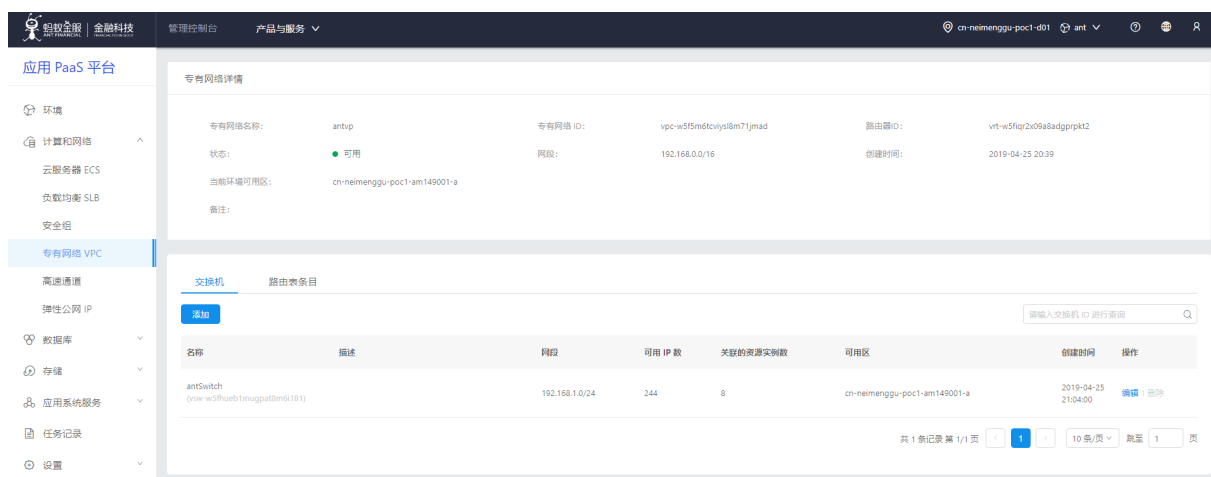 蚂蚁金服 金融科技 管理控制台 产品与服务 cn-neimenggu-poc1-d01 ant
ANT FINANCIAL
应用 PaaS 平台
专有网络详情
环境
计算和网络
云服务器 ECS
负载均衡 SLB
安全组
专有网络 VPC
高速通道
弹性公网 IP
数据库
存储
应用系统服务
任务记录
设置
专有网络名称: antvp 专有网络 ID: vpc-w5f5m6tcviysl8m71jmad 路由器ID: vrt-w5fiqr2x09a8adgprpkt2
状态: 可用 网段: 192.168.0.0/16 创建时间: 2019-04-25 20:39
当前环境可用区: cn-neimenggu-poc1-am149001-a
备注:
交换机 路由表条目
添加 请输入交换机 ID 进行查询
名称 描述 网段 可用 IP 数 关联的资源实例数 可用区 创建时间 操作
antSwitch
(vsw-w5fhueb1mugpat8m6i181) 192.168.1.0/24 244 8 cn-neimenggu-poc1-am149001-a 2019-04-25 21:04:00 编辑 删除
共 1 条记录 第 1/1 页 1 10 条/页 跳至 1 页